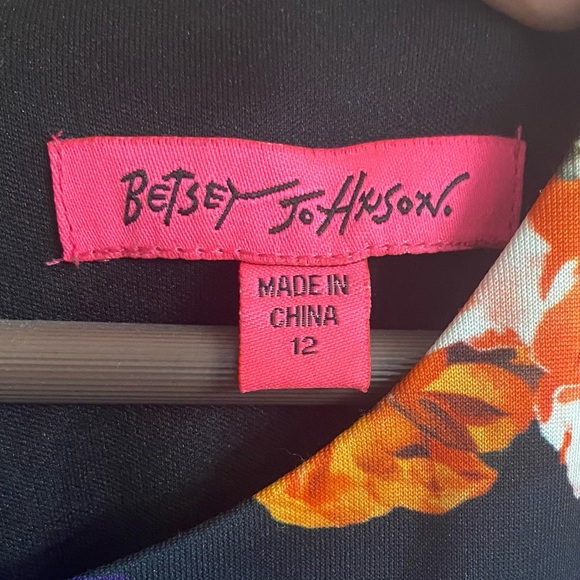 BETSEY JOHNSON.
MADE IN
CHINA
12